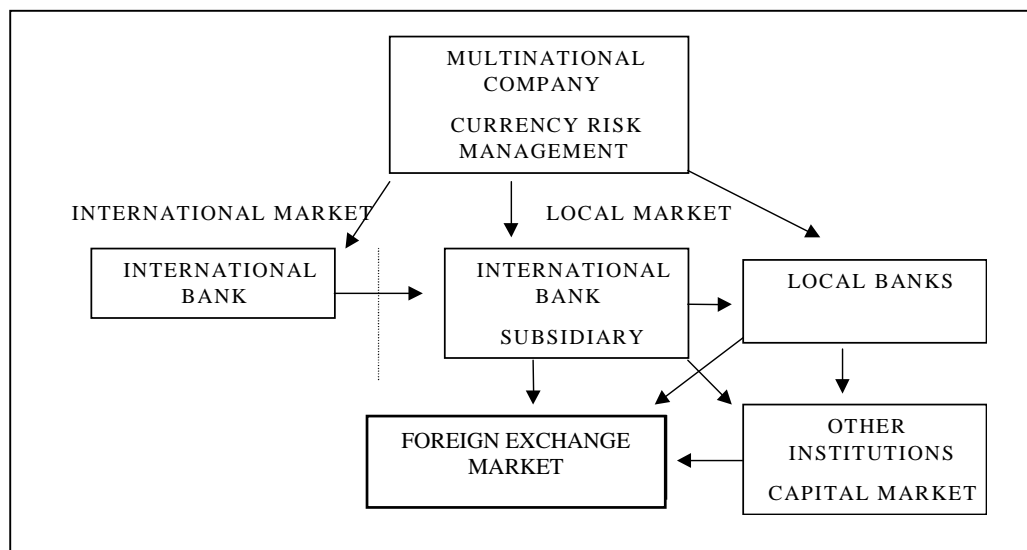 MULTINATIONAL
COMPANY
CURRENCY RISK
MANAGEMENT
INTERNATIONAL MARKET
LOCAL MARKET
INTERNATIONAL
BANK
INTERNATIONAL
BANK
SUBSIDIARY
LOCAL BANKS
FOREIGN EXCHANGE
MARKET
OTHER
INSTITUTIONS
CAPITAL MARKET